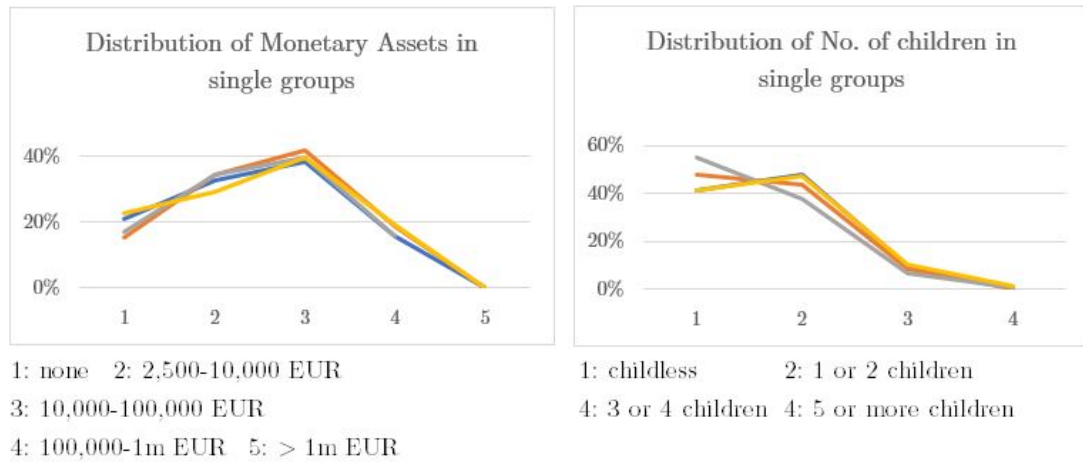 Distribution of Monetary Assets in
single groups
40%
20%
0%
1 2 3 4 5
1: none 2: 2,500-10,000 EUR
3: 10,000-100,000 EUR
4: 100,000-1m EUR 5: > 1m EUR
Distribution of No. of children in
single groups
60%
40%
20%
0%
1 2 3 4
1: childless 2: 1 or 2 children
4: 3 or 4 children 4: 5 or more children